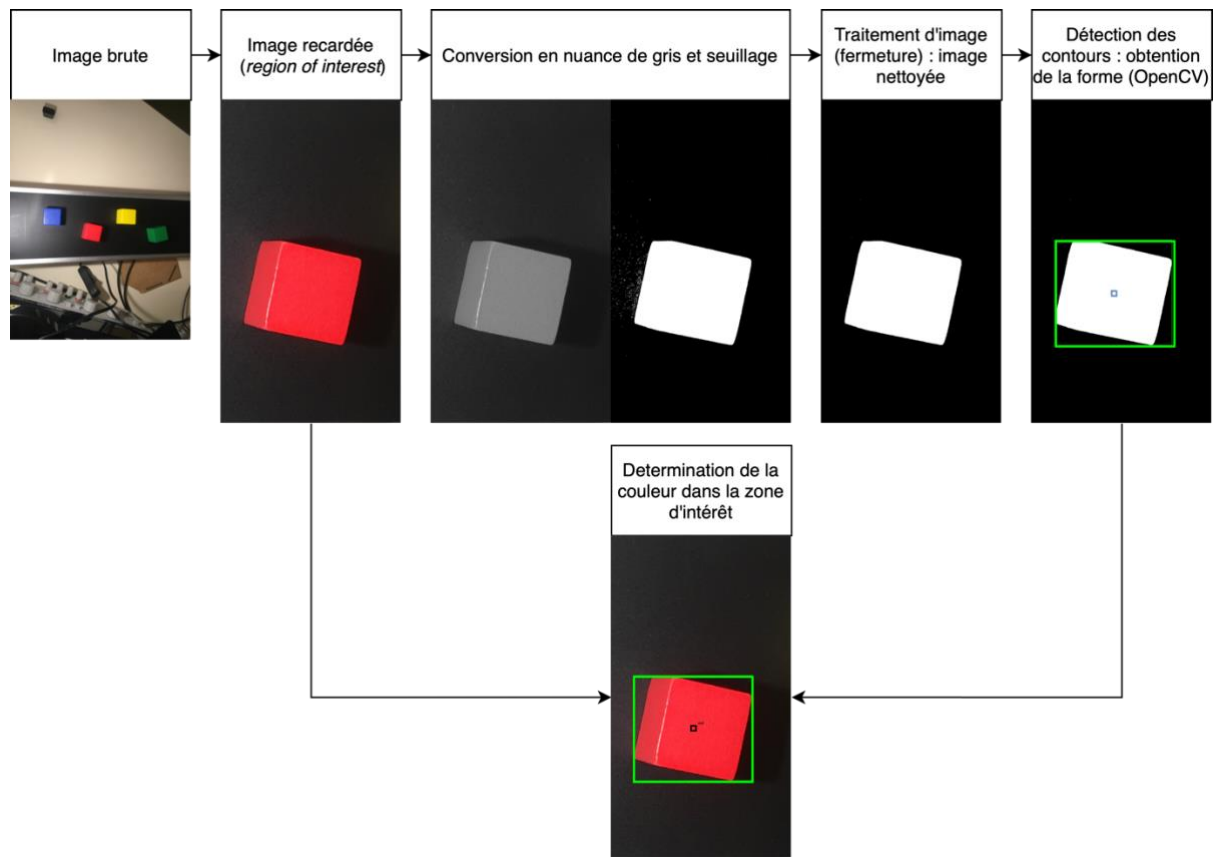 Image brute
Image recardée
(region of interest)
Conversion en nuance de gris et seuillage
Traitement d'image
(fermeture) : image
nettoyée
Détection des
contours : obtention
de la forme (OpenCV)
Determination de la
couleur dans la zone
d'intérêt